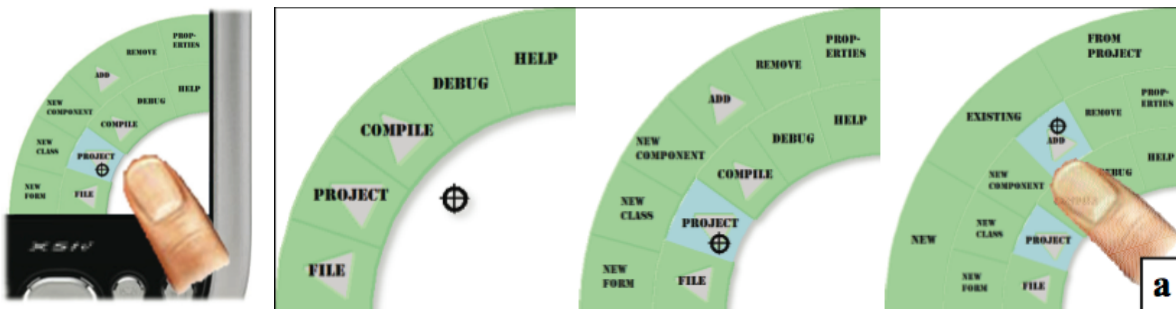 PROP-
ERTIES
REMOVE
ADD
NEW
COMPONENT
NEW
CLASS
NEW
FORM
HELP
DEBUG
COMPILE
PROJECT
FILE
HELP
DEBUG
COMPILE
PROJECT
FILE
PROP-
ERTIES
REMOVE
ADD
NEW
COMPONENT
NEW
CLASS
NEW
FORM
HELP
DEBUG
COMPILE
PROJECT
FILE
FROM
PROJECT
EXISTING
NEW
PROP-
ERTIES
REMOVE
ADD
NEW
COMPONENT
NEW
CLASS
NEW
FORM
HELP
PROJECT
FILE
a